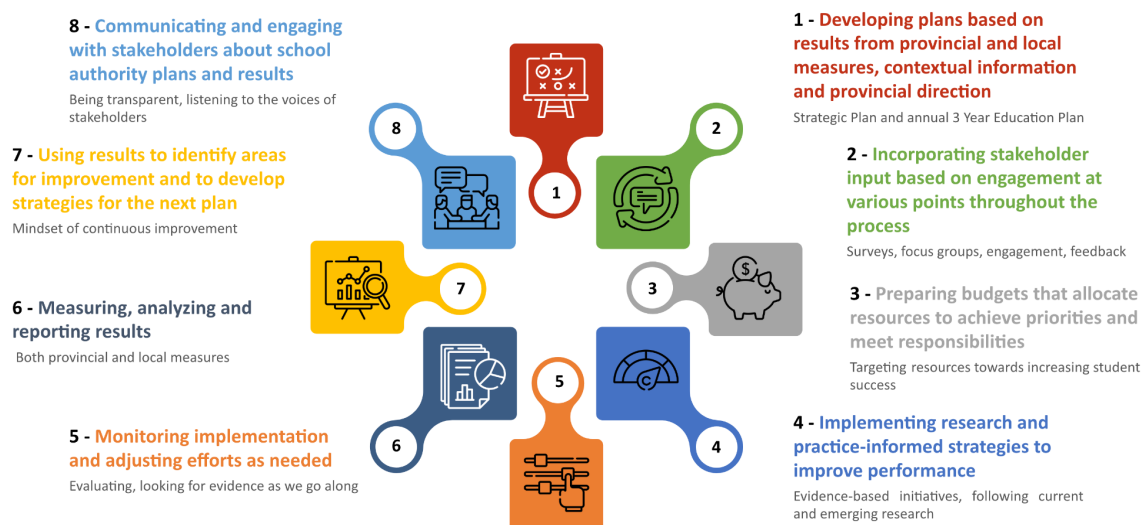 1 - Developing plans based on
results from provincial and local
measures, contextual information
and provincial direction
Strategic Plan and annual 3 Year Education Plan
2 - Incorporating stakeholder
input based on engagement at
various points throughout the
process
Surveys, focus groups, engagement, feedback
3 - Preparing budgets that allocate
resources to achieve priorities and
meet responsibilities
Targeting resources towards increasing student
success
4 - Implementing research and
practice-informed strategies to
improve performance
Evidence-based initiatives, following current
and emerging research
5 - Monitoring implementation
and adjusting efforts as needed
Evaluating, looking for evidence as we go along
6 - Measuring, analyzing and
reporting results
Both provincial and local measures
7 - Using results to identify areas
for improvement and to develop
strategies for the next plan
Mindset of continuous improvement
8 - Communicating and engaging
with stakeholders about school
authority plans and results
Being transparent, listening to the voices of
stakeholders
1
2
3
$
4
C
5
6
7
8